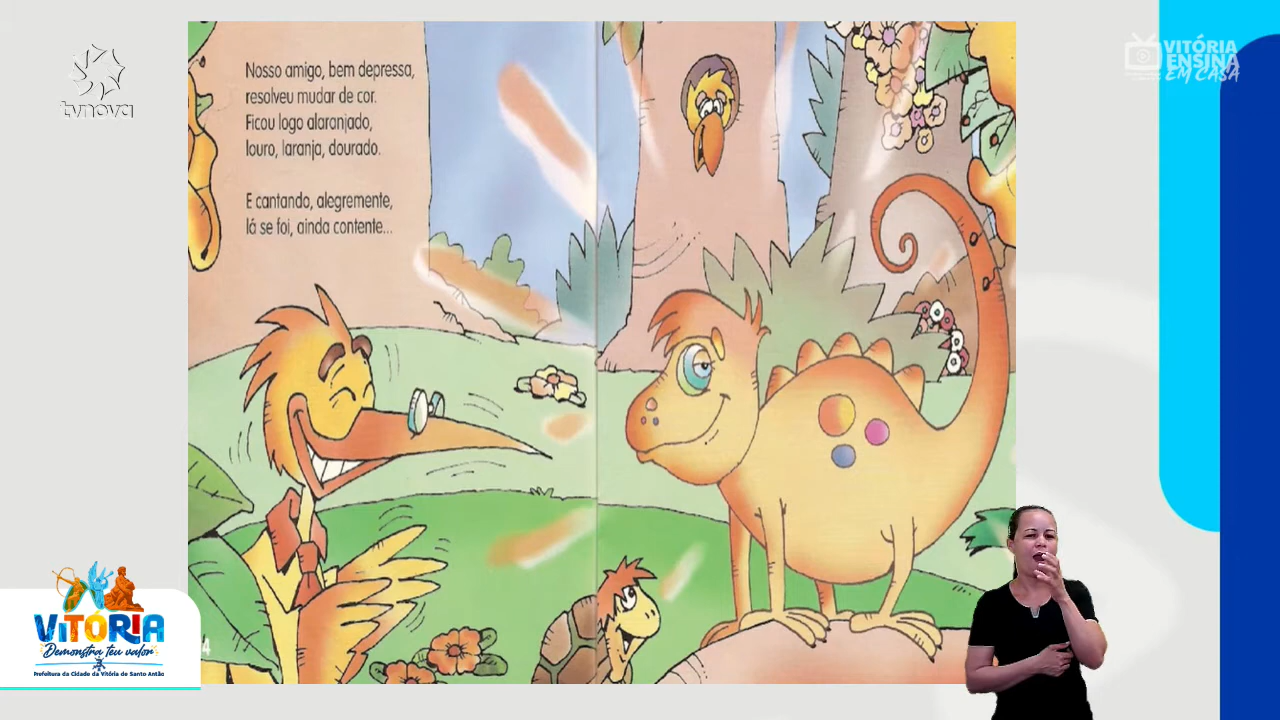 tvnova
VITÓRIA
ENSINA
EM CASA
Nosso amigo, bem depressa,
resolveu mudar de cor.
Ficou logo alaranjado,
louro, laranja, dourado.
E cantando, alegremente,
lá se foi, ainda contente...
4
VITÓRIA
Demonstra teu valor
Prefeitura da Cidade da Vitória de Santo Antão